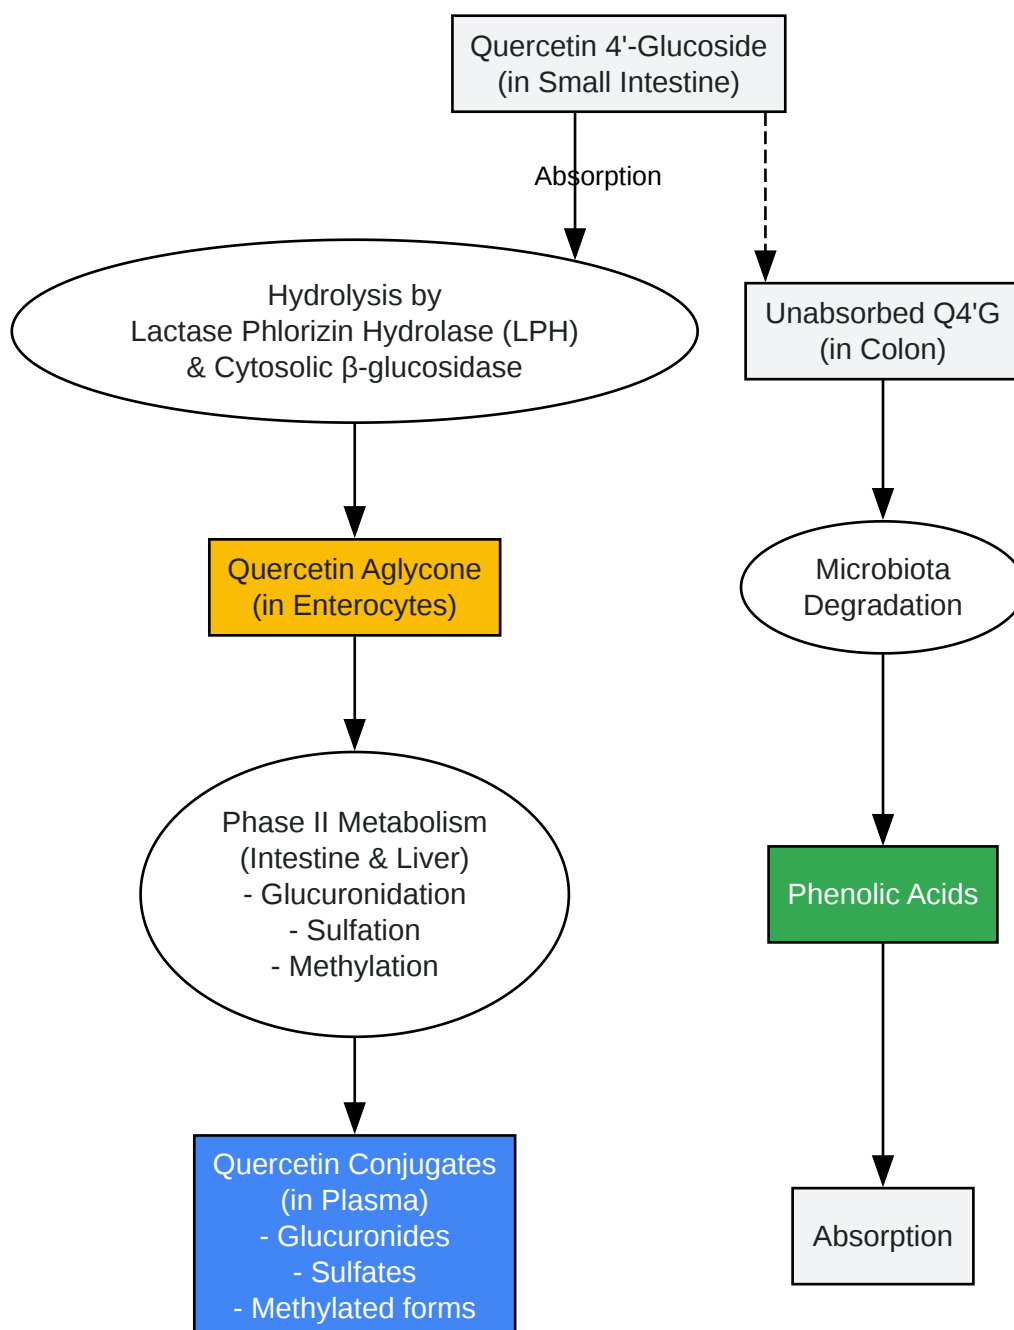 Quercetin 4'-Glucoside
(in Small Intestine)
Absorption
Hydrolysis by
Lactase Phlorizin Hydrolase (LPH)
& Cytosolic β-glucosidase
Unabsorbed Q4'G
(in Colon)
Quercetin Aglycone
(in Enterocytes)
Microbiota
Degradation
Phase II Metabolism
(Intestine & Liver)
- Glucuronidation
- Sulfation
- Methylation
Phenolic Acids
Quercetin Conjugates
(in Plasma)
- Glucuronides
- Sulfates
- Methylated forms
Absorption